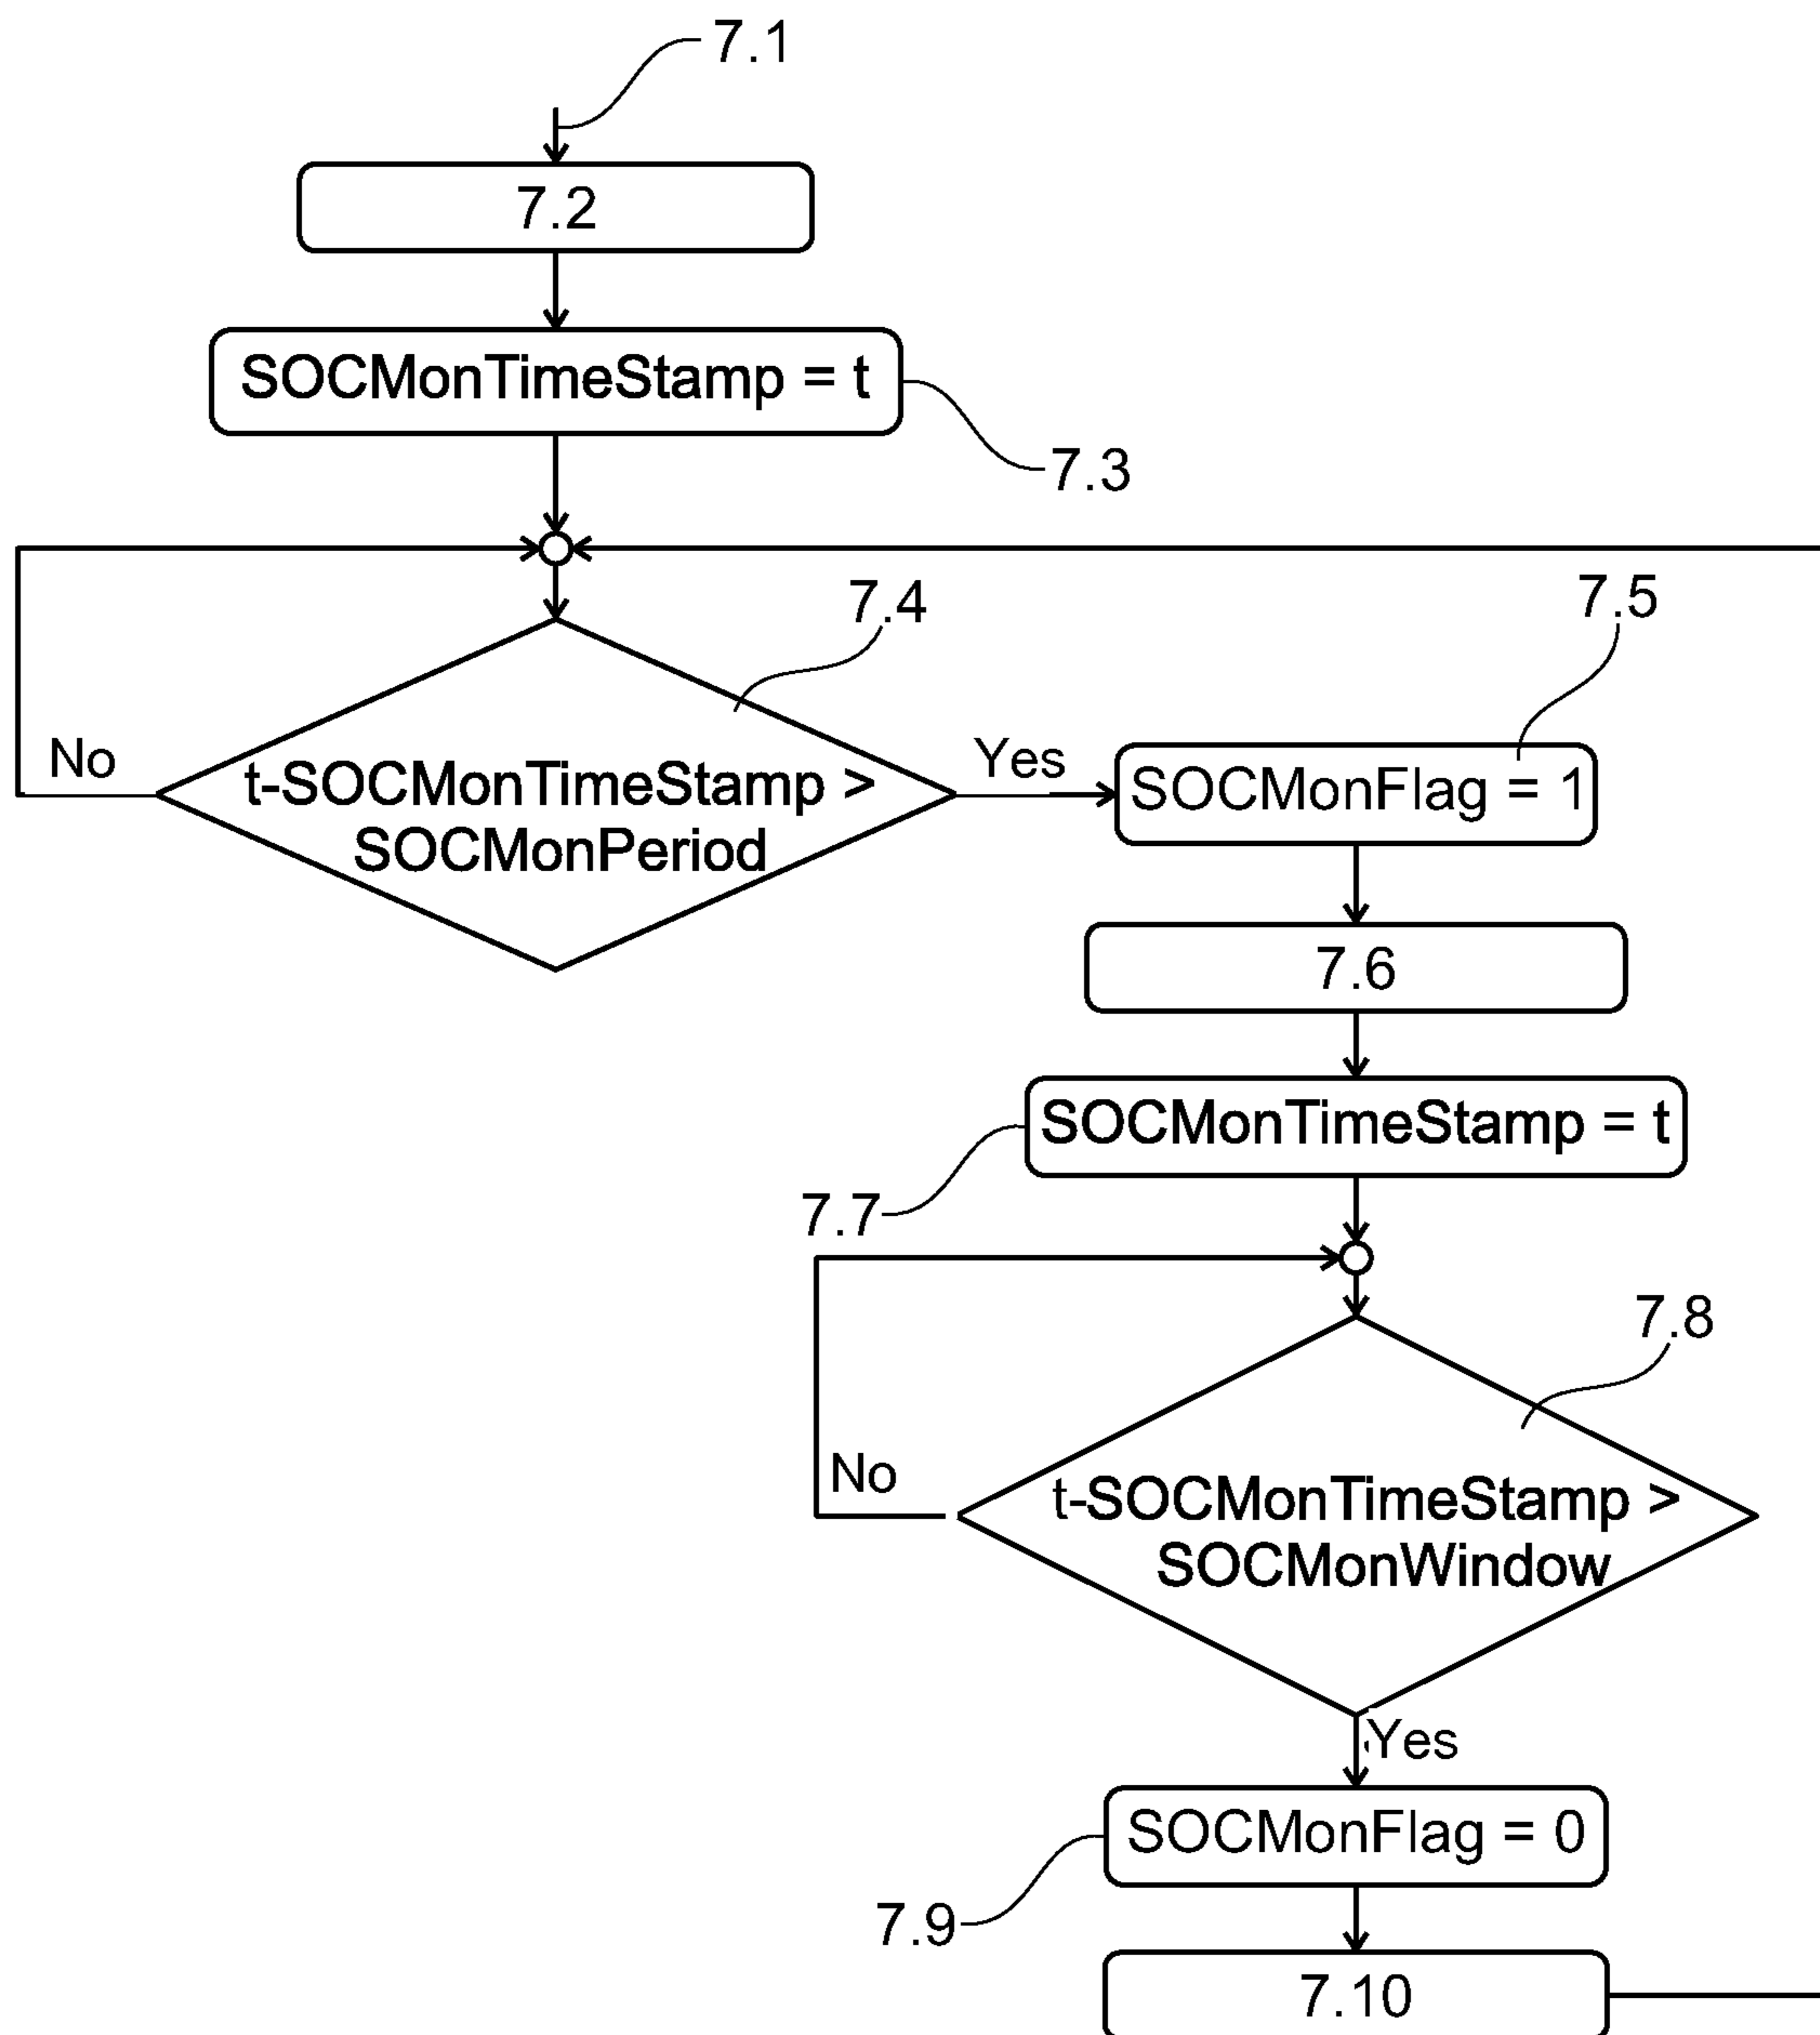 7.1
7.2
SOCMonTimeStamp = t
7.3
7.4
7.5
No
t-SOCMonTimeStamp >
SOCMonPeriod
Yes
SOCMonFlag = 1
7.6
SOCMonTimeStamp = t
7.7
7.8
No
t-SOCMonTimeStamp >
SOCMonWindow
Yes
SOCMonFlag = 0
7.9
7.10